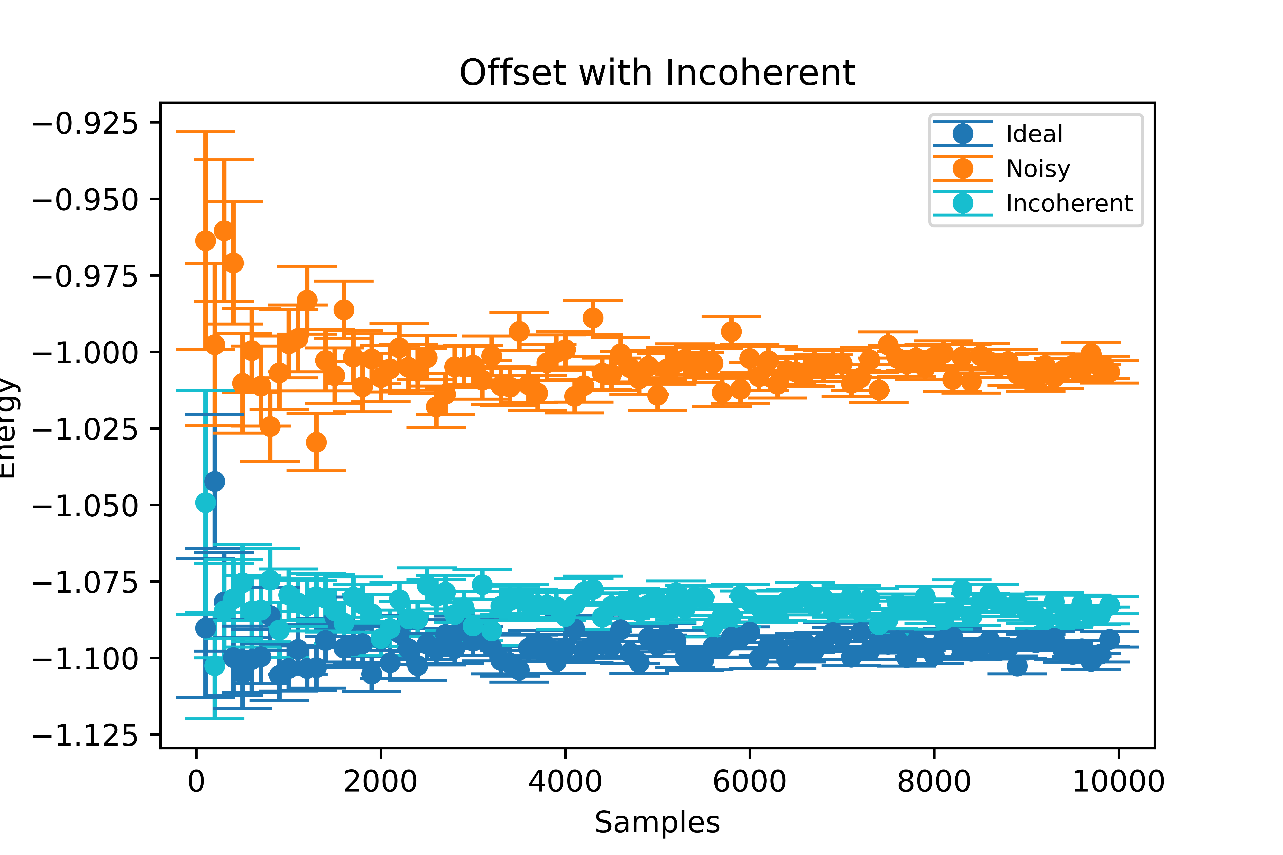 Offset with Incoherent
Energy
−0.925
−0.950
−0.975
−1.000
−1.025
−1.050
−1.075
−1.100
−1.125
Ideal
Noisy
Incoherent
0 2000 4000 6000 8000 10000
Samples